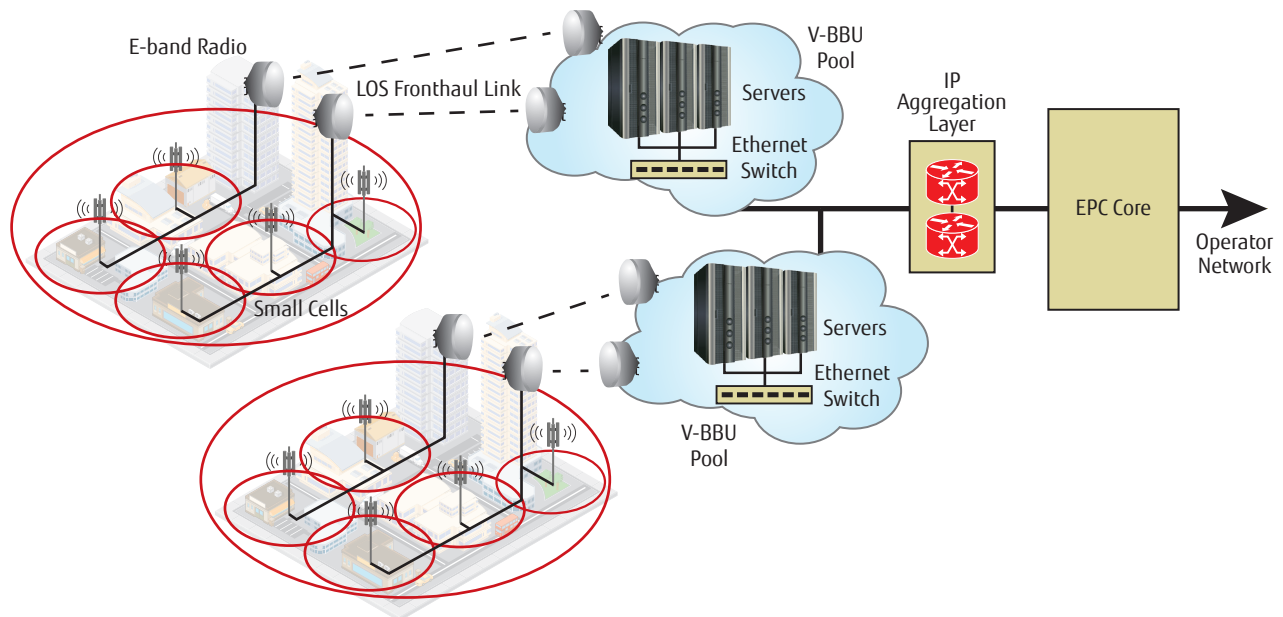 E-band Radio
LOS Fronthaul Link
V-BBU
Pool
Servers
Ethernet
Switch
IP
Aggregation
Layer
EPC Core
Operator
Network
Small Cells
Servers
Ethernet
Switch
V-BBU
Pool